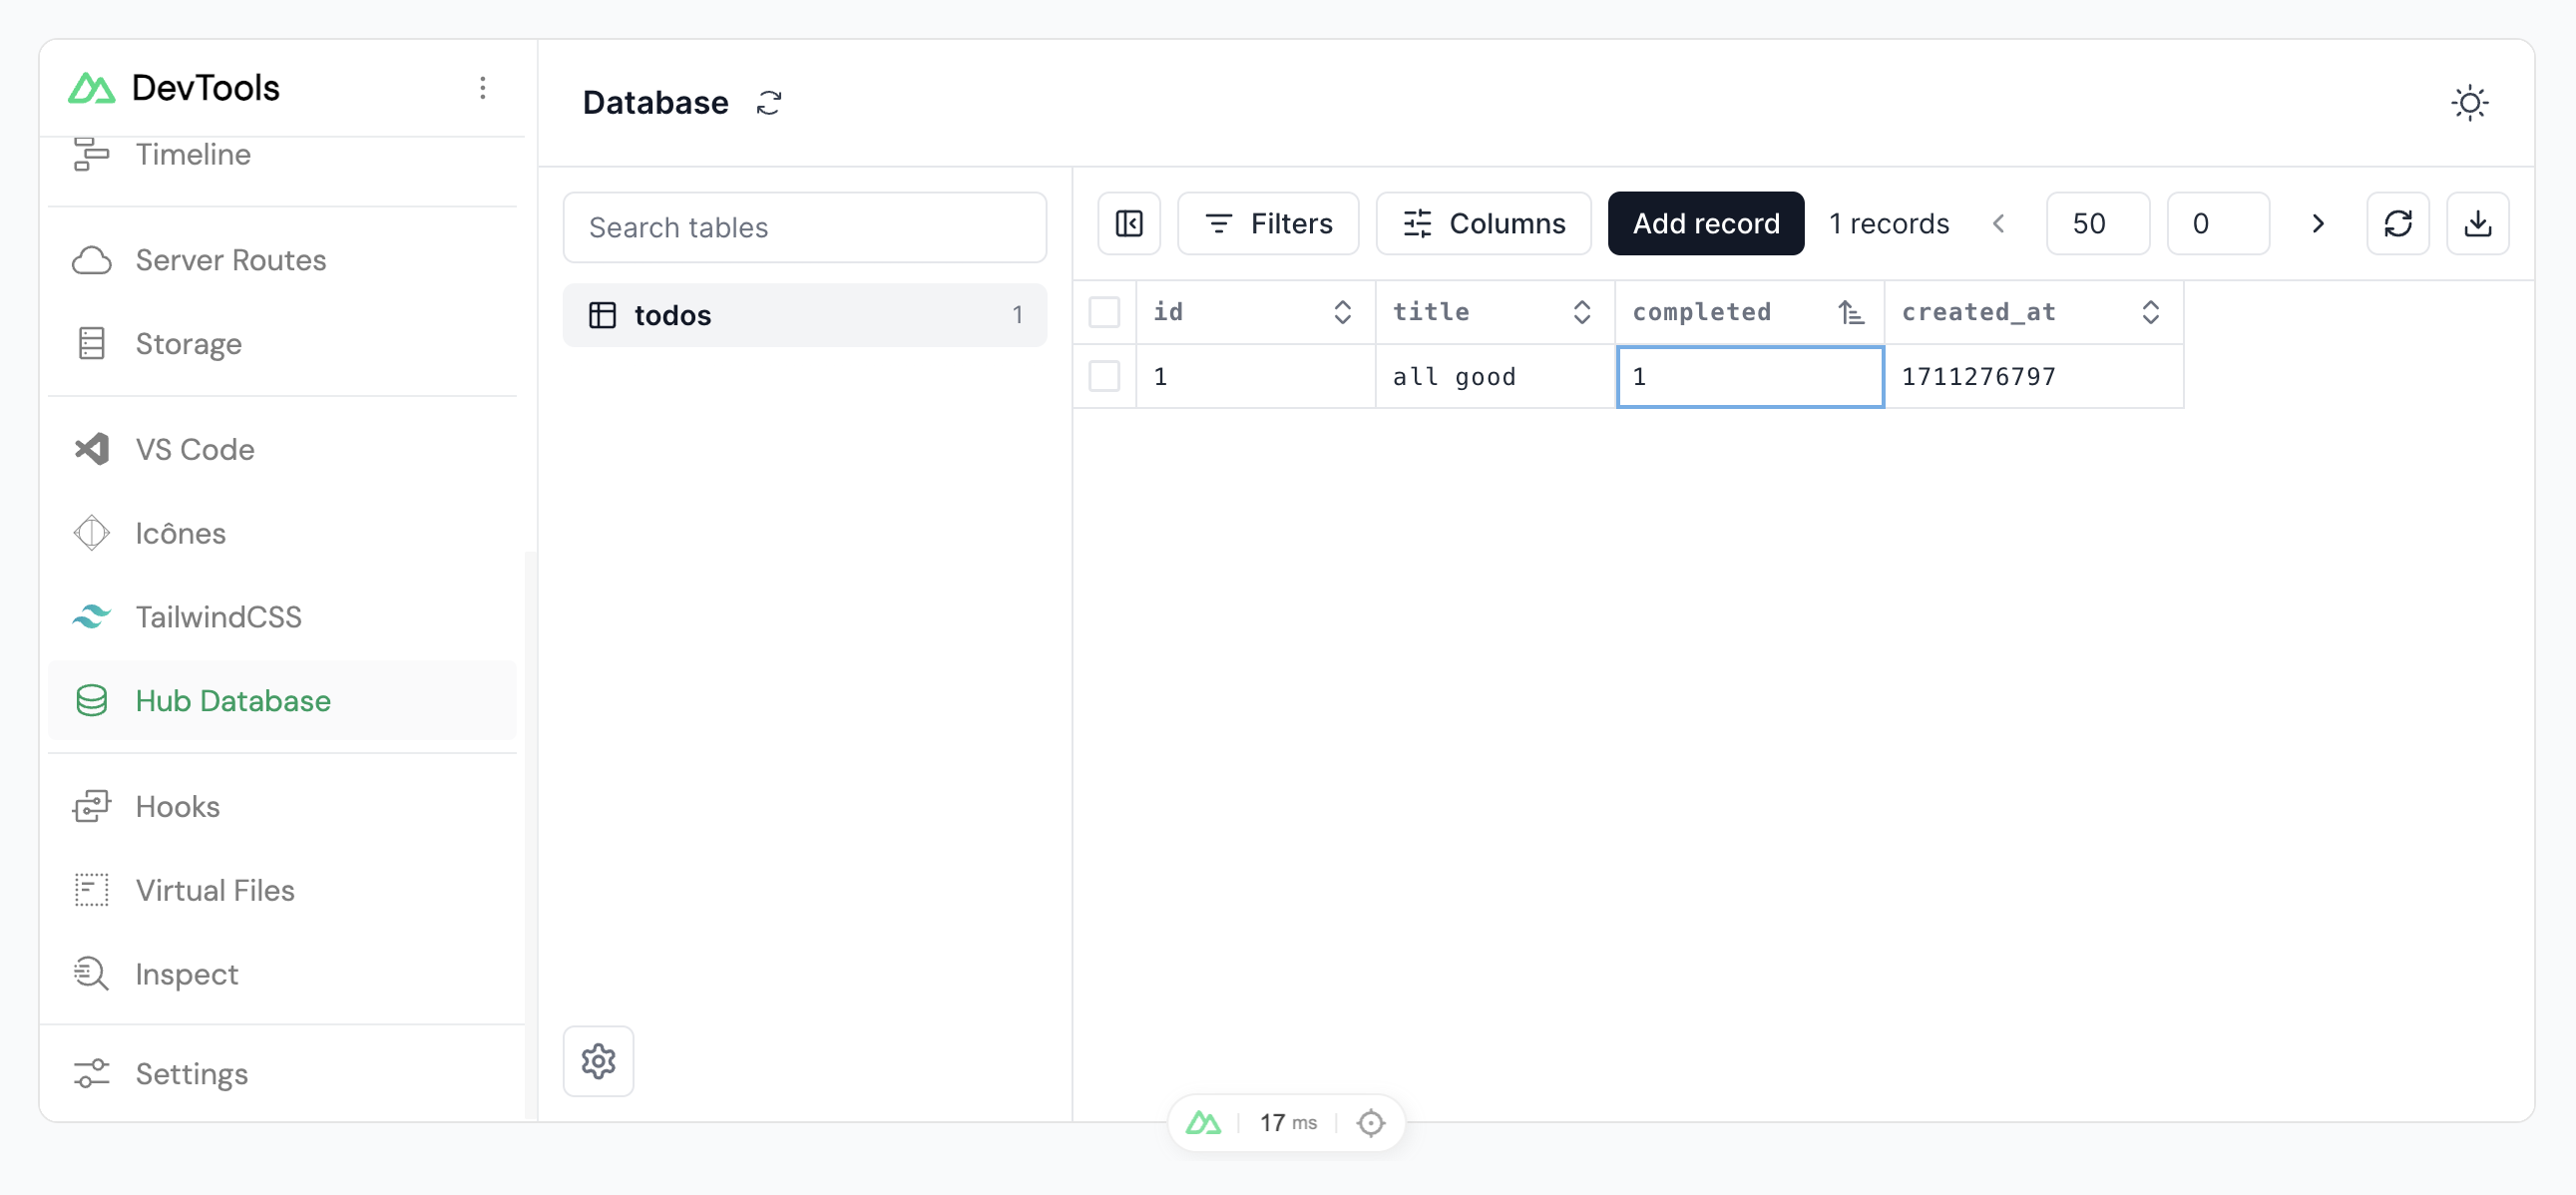 DevTools
Timeline
Server Routes
Storage
VS Code
Icônes
TailwindCSS
Hub Database
Hooks
Virtual Files
Inspect
Settings
Database
Search tables
todos 1
Filters Columns Add record 1 records 50 0
id title completed created_at
1 all good 1 1711276797
17 ms